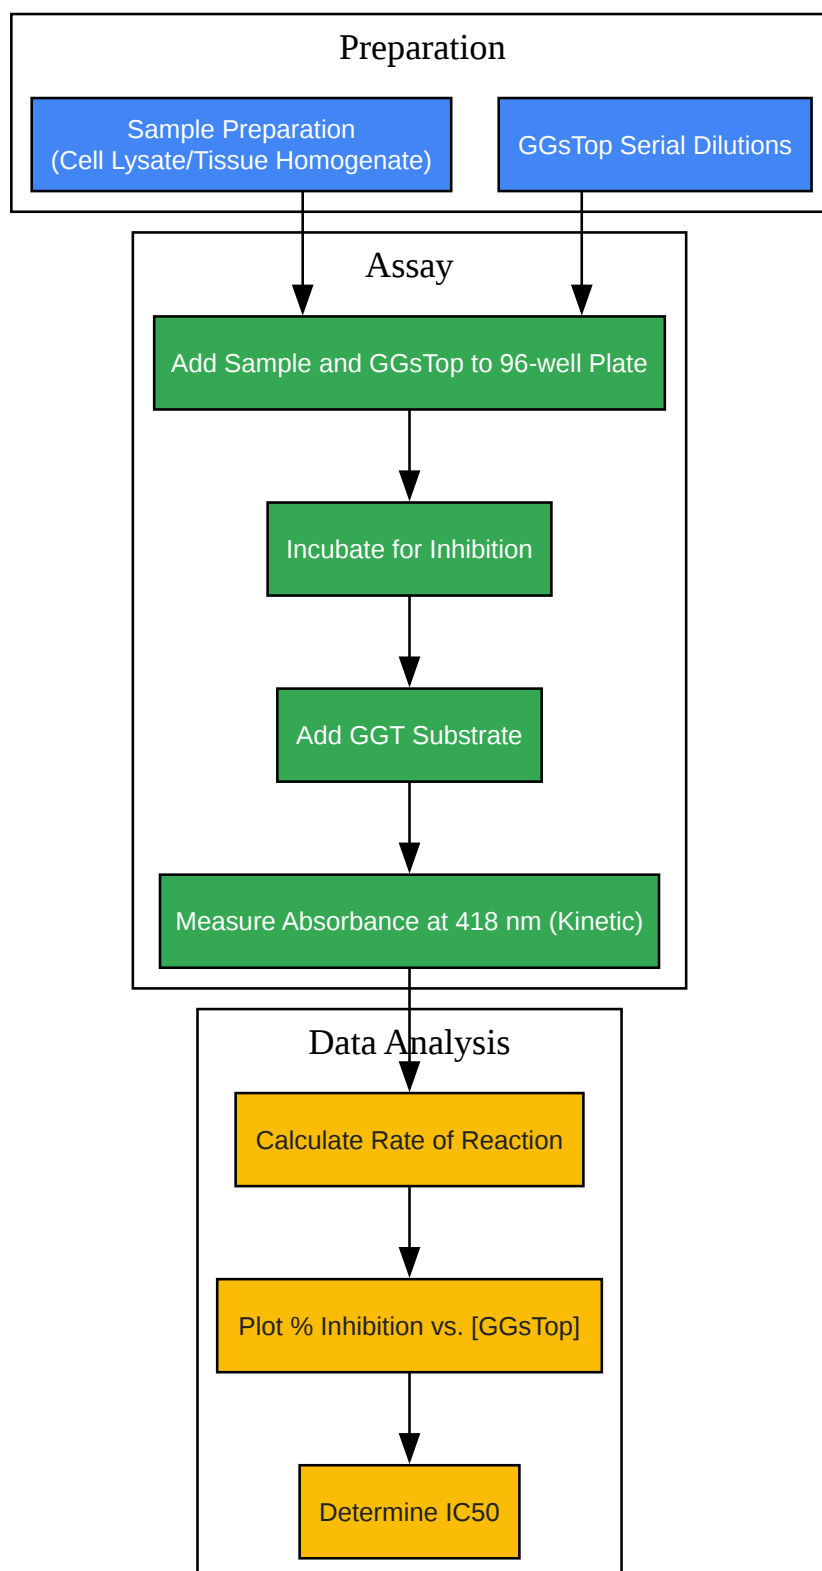 Preparation
Sample Preparation
(Cell Lysate/Tissue Homogenate)
GGsTop Serial Dilutions
Assay
Add Sample and GGsTop to 96-well Plate
Incubate for Inhibition
Add GGT Substrate
Measure Absorbance at 418 nm (Kinetic)
Data Analysis
Calculate Rate of Reaction
Plot % Inhibition vs. [GGsTop]
Determine IC50